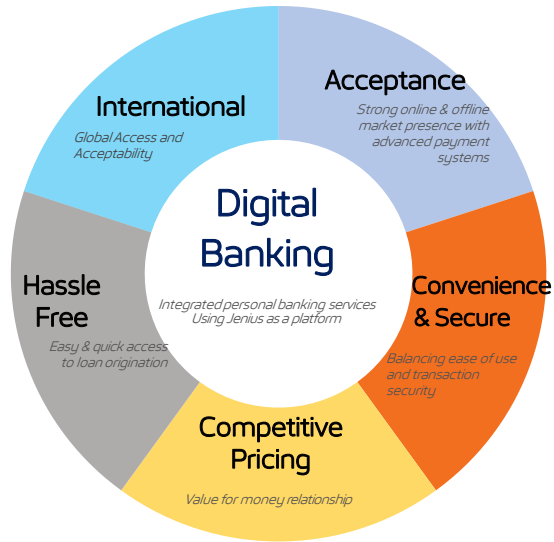 Acceptance
Strong online & offline
market presence with
advanced payment
systems
International
Global Access and
Acceptability
Digital
Banking
Integrated personal banking services
Using Jenius as a platform
Hassle
Free
Easy & quick access
to loan origination
Convenience
& Secure
Balancing ease of use
and transaction
security
Competitive
Pricing
Value for money relationship